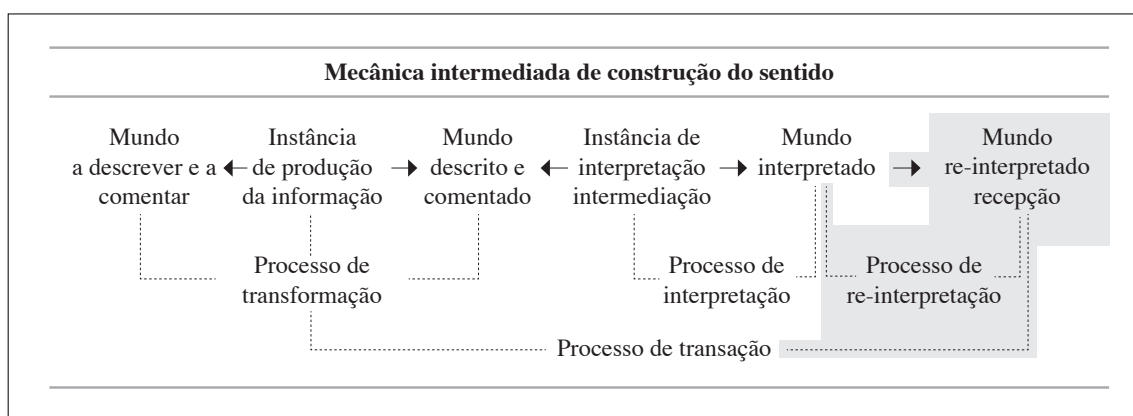 Mecânica intermediada de construção do sentido
Mundo
a descrever e a
comentar
Instância
de produção
da informação
Mundo
descrito e
comentado
Instância de
interpretação
intermediação
Mundo
interpretado
Mundo
re-interpretado
recepção
Processo de
transformação
Processo de
interpretação
Processo de
re-interpretação
Processo de transação